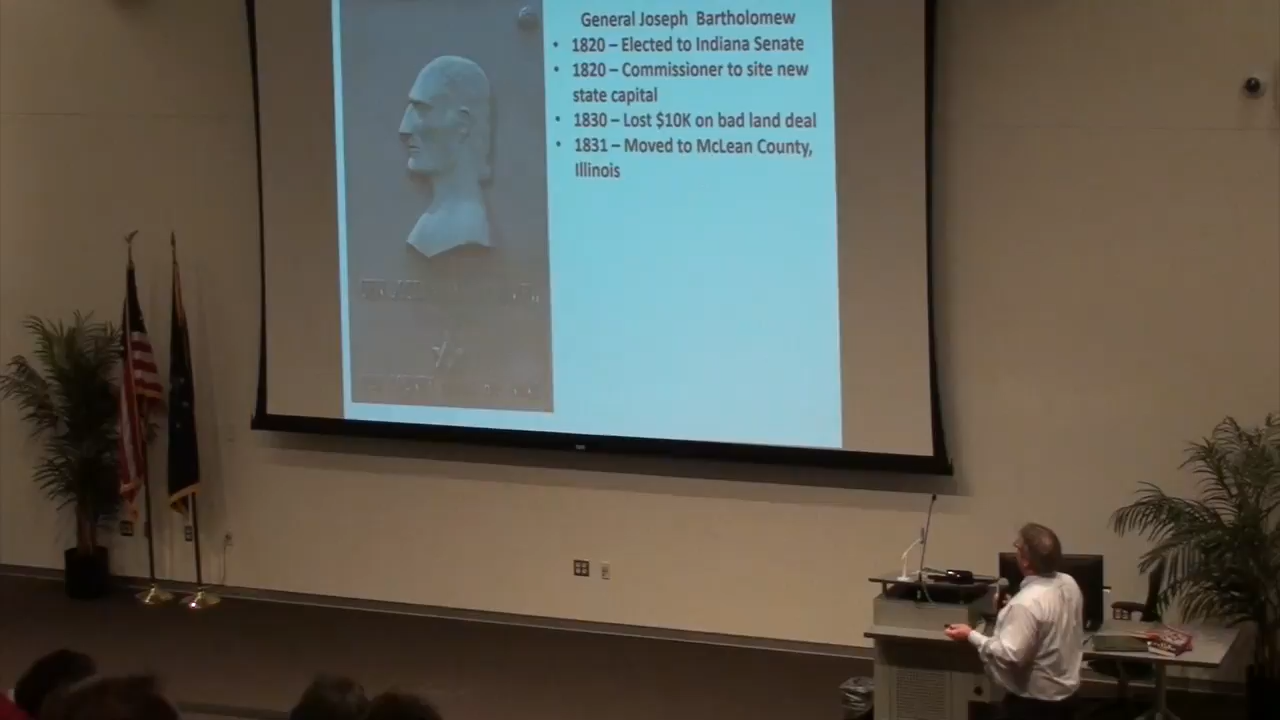 General Joseph Bartholomew
• 1820 – Elected to Indiana Senate
• 1820 – Commissioner to site new
state capital
• 1830 – Lost $10K on bad land deal
• 1831 – Moved to McLean County,
Illinois